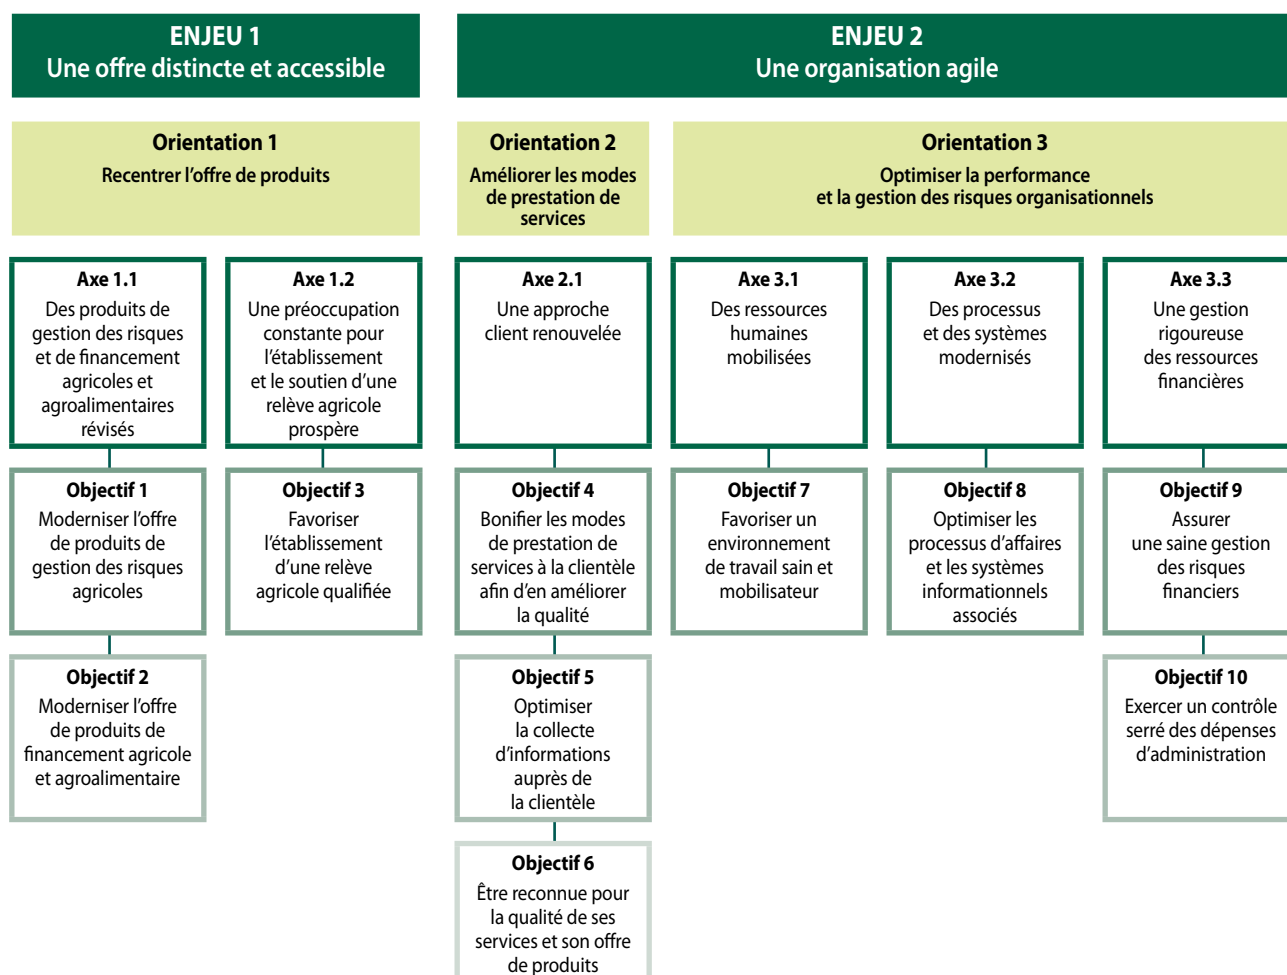 ENJEU 1
Une offre distincte et accessible
ENJEU 2
Une organisation agile
Orientation 1
Recentrer l'offre de produits
Orientation 2
Améliorer les modes
de prestation de
services
Orientation 3
Optimiser la performance
et la gestion des risques organisationnels
Axe 1.1
Des produits de
gestion des risques
et de financement
agricoles et
agroalimentaires
révisés
Axe 1.2
Une préoccupation
constante pour
l'établissement
et le soutien d'une
relève agricole
prospère
Axe 2.1
Une approche
client renouvelée
Axe 3.1
Des ressources
humaines
mobilisées
Axe 3.2
Des processus
et des systèmes
modernisés
Axe 3.3
Une gestion
rigoureuse
des ressources
financières
Objectif 1
Moderniser l'offre
de produits de
gestion des risques
agricoles
Objectif 3
Favoriser
l'établissement
d'une relève
agricole qualifiée
Objectif 4
Bonifier les modes
de prestation de
services à la clientèle
afin d'en améliorer
la qualité
Objectif 7
Favoriser un
environnement
de travail sain et
mobilisateur
Objectif 8
Optimiser les
processus d'affaires
et les systèmes
informationnels
associés
Objectif 9
Assurer
une saine gestion
des risques
financiers
Objectif 2
Moderniser l'offre
de produits de
financement agricole
et agroalimentaire
Objectif 5
Optimiser
la collecte
d'informations
auprès de
la clientèle
Objectif 10
Exercer un contrôle
serré des dépenses
d'administration
Objectif 6
Être reconnue pour
la qualité de ses
services et son offre
de produits